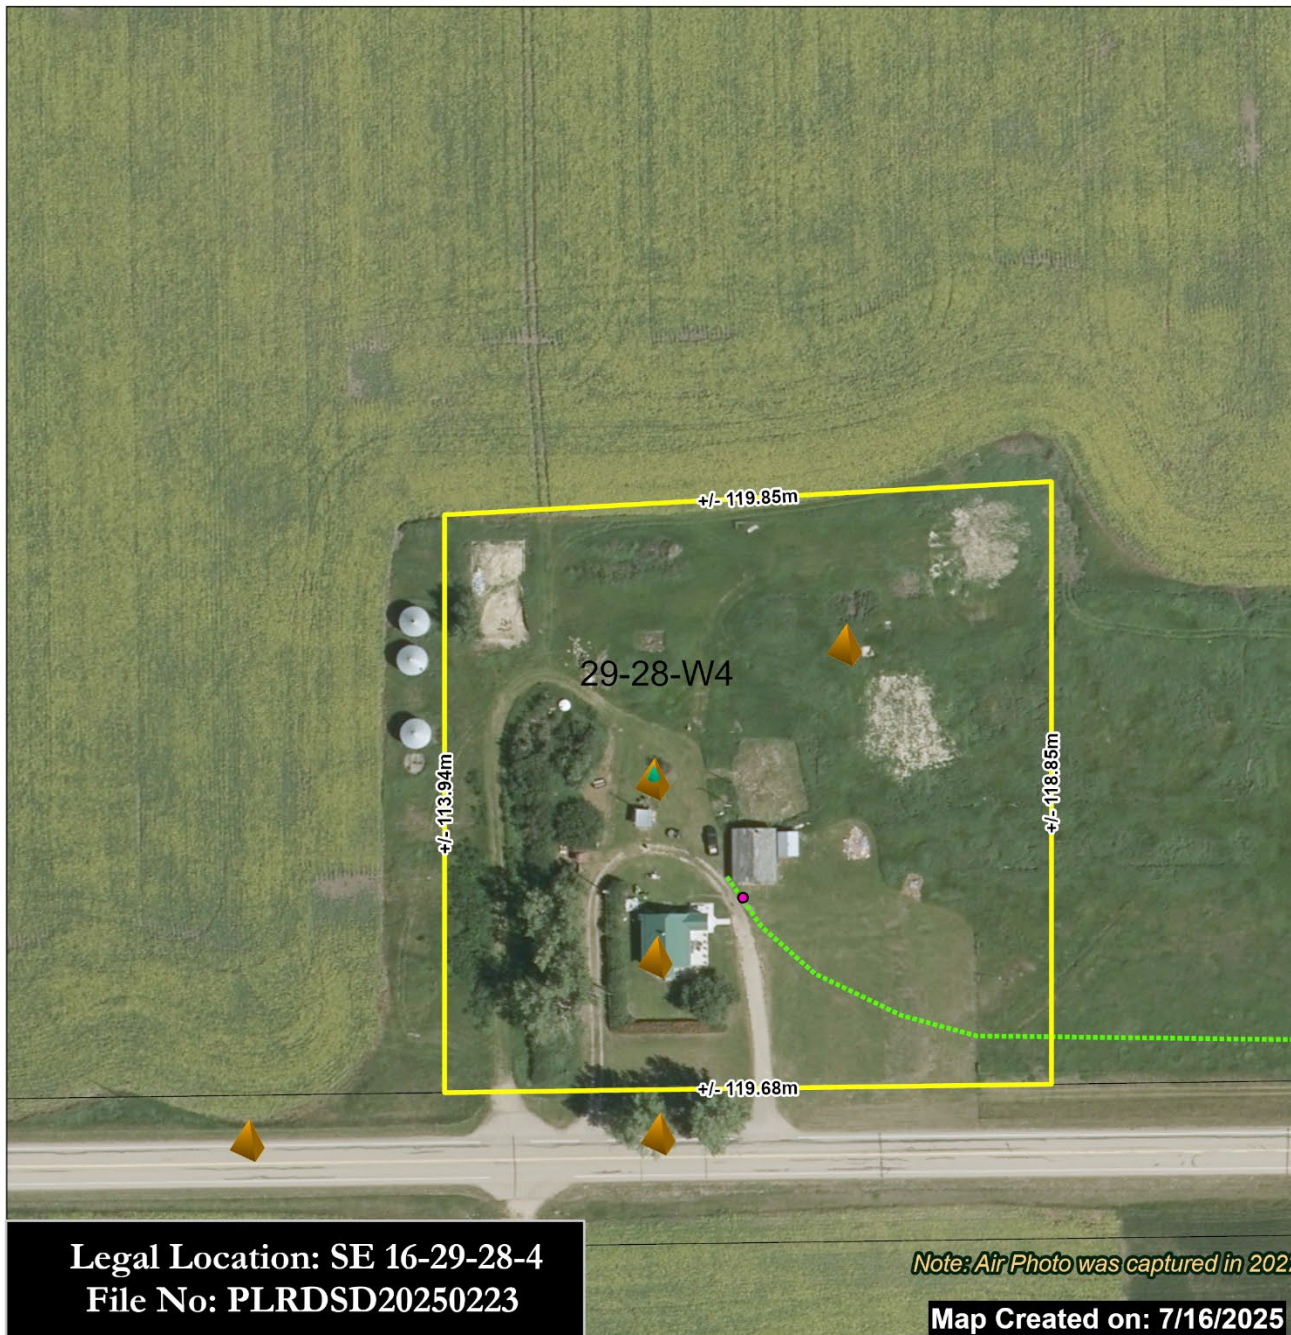 +/- 119.85m
29-28-W4
+/- 113.94m
+/- 118.85m
+/- 119.68m
Legal Location: SE 16-29-28-4
File No: PLRDSD20250223
Note: Air Photo was captured in
Map Created on: 7/16/2025